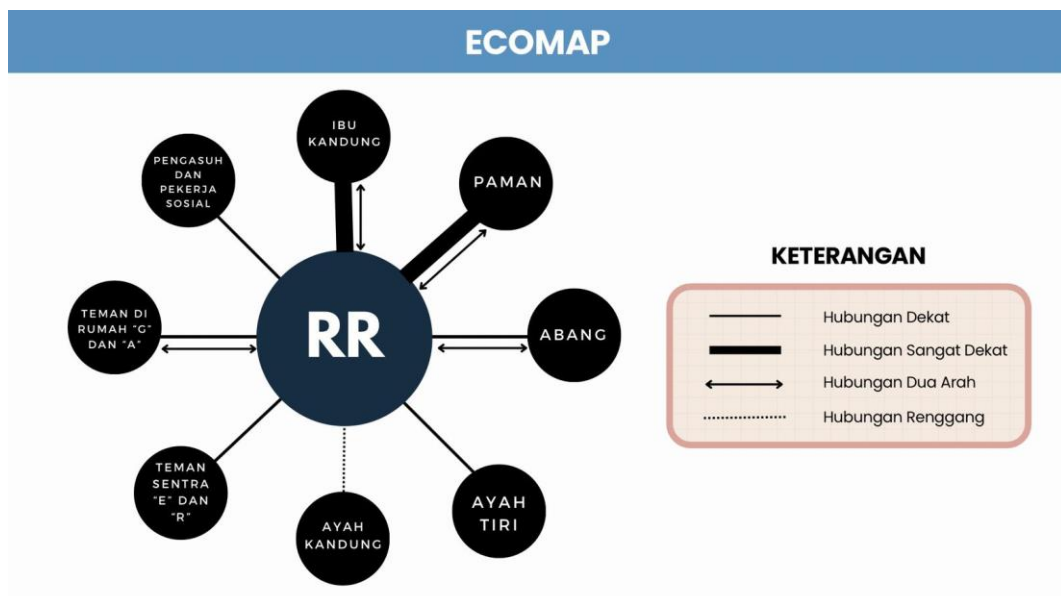 ECOMAP
IBU
KANDUNG
PAMAN
PENGASUH
DAN
PEKERJA
SOSIAL
TEMAN DI
RUMAH "G"
DAN "A"
RR
ABANG
TEMAN
SENTRA
"E" DAN
"R"
AYAH
KANDUNG
AYAH
TIRI
KETERANGAN
Hubungan Dekat
Hubungan Sangat Dekat
Hubungan Dua Arah
Hubungan Renggang